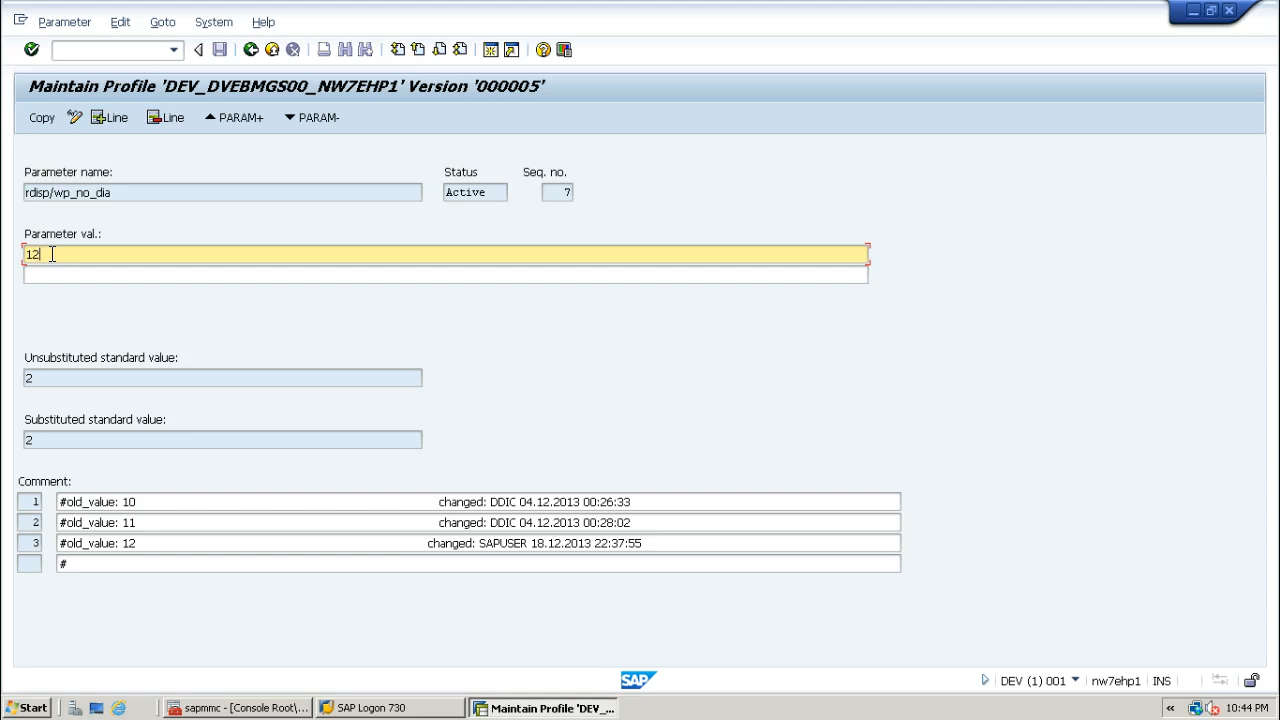 Parameter Edit Goto System Help
Maintain Profile 'DEV_DVEBMGS00_NW7EHP1' Version '000005'
Copy Line Line PARAM+ PARAM-
Parameter name: Status Seq. no.
rdisp/wp_no_dia Active 7
Parameter val.:
12
Unsubstituted standard value:
2
Substituted standard value:
2
Comment:
1 #old_value: 10 changed: DDIC 04.12.2013 00:26:33
2 #old_value: 11 changed: DDIC 04.12.2013 00:28:02
3 #old_value: 12 changed: SAPUSER 18.12.2013 22:37:55
#
SAP DEV (1) 001 nw7ehp1 INS
Start sapmmc - [Console Root\... SAP Logon 730 Maintain Profile 'DEV_... « 10:44 PM